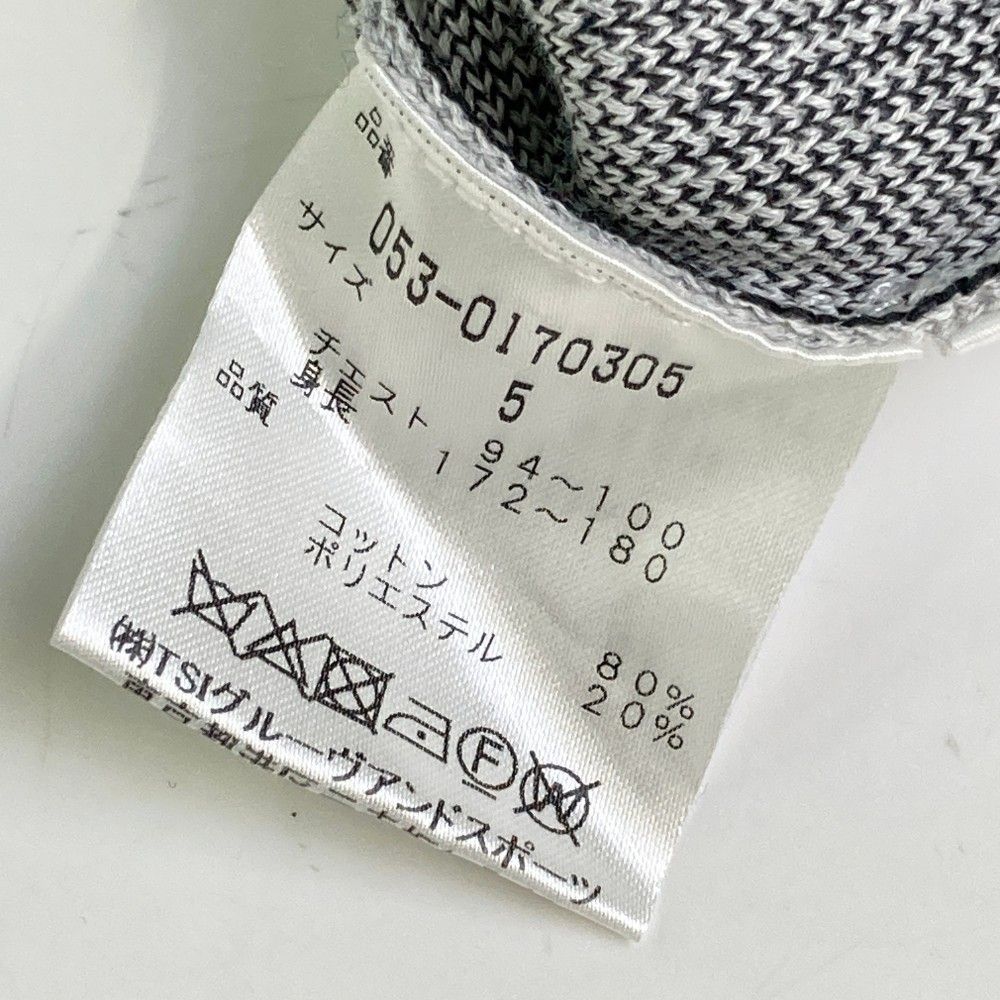 品番
053-0170305
サイズ 5
チェスト 94～100
身長 172～180
品質
コットン 80%
ポリエステル 20%
F W
(株)TSIグルーヴアンドスポーツ